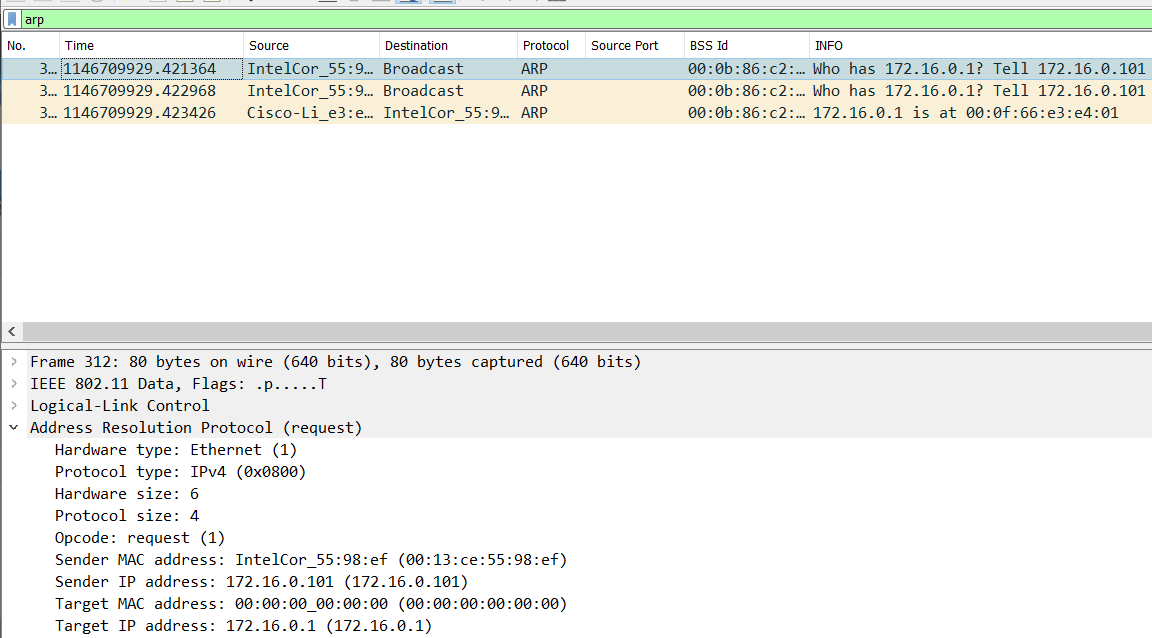 arp
No. Time Source Destination Protocol Source Port BSS Id INFO
3… 1146709929.421364 IntelCor_55:9… Broadcast ARP 00:0b:86:c2:… Who has 172.16.0.1? Tell 172.16.0.101
3… 1146709929.422968 IntelCor_55:9… Broadcast ARP 00:0b:86:c2:… Who has 172.16.0.1? Tell 172.16.0.101
3… 1146709929.423426 Cisco-Li_e3:e… IntelCor_55:9… ARP 00:0b:86:c2:… 172.16.0.1 is at 00:0f:66:e3:e4:01
Frame 312: 80 bytes on wire (640 bits), 80 bytes captured (640 bits)
IEEE 802.11 Data, Flags: .p.....T
Logical-Link Control
Address Resolution Protocol (request)
Hardware type: Ethernet (1)
Protocol type: IPv4 (0x0800)
Hardware size: 6
Protocol size: 4
Opcode: request (1)
Sender MAC address: IntelCor_55:98:ef (00:13:ce:55:98:ef)
Sender IP address: 172.16.0.101 (172.16.0.101)
Target MAC address: 00:00:00_00:00:00 (00:00:00:00:00:00)
Target IP address: 172.16.0.1 (172.16.0.1)